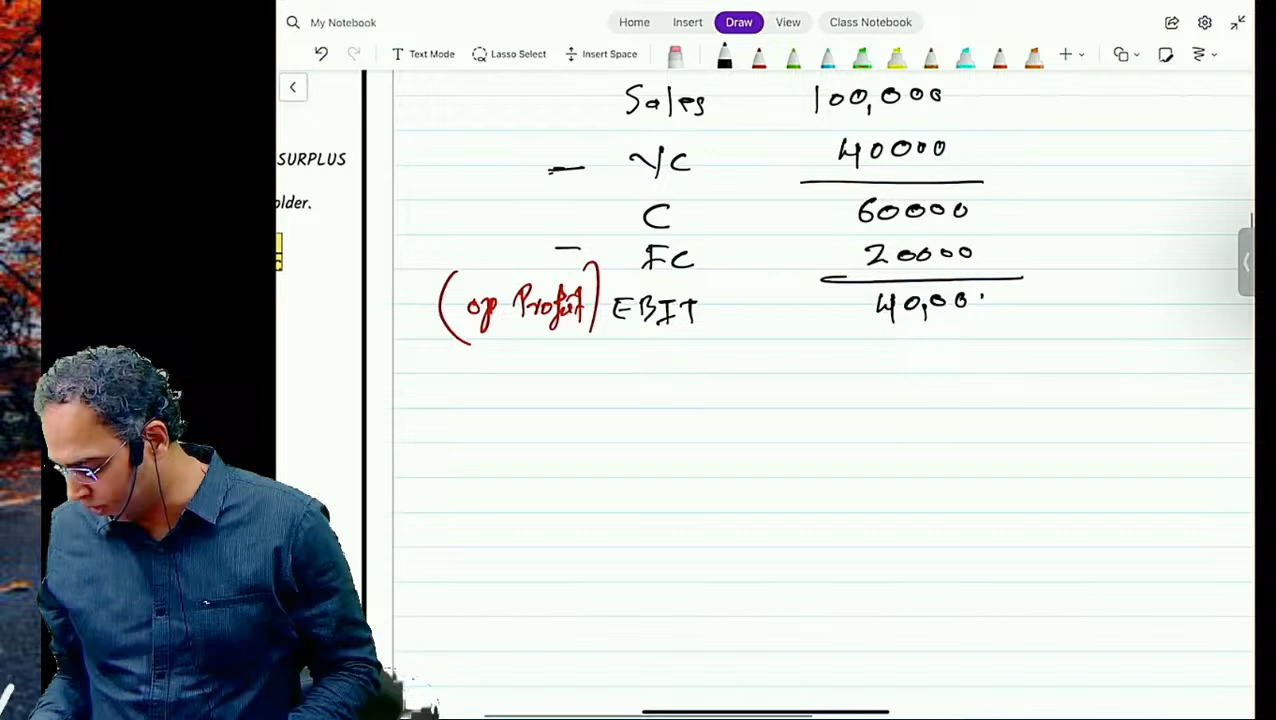 My Notebook
Home Insert Draw View Class Notebook
Text Mode Lasso Select Insert Space
SURPLUS
older.
Sales 100,000
- VC 40000
C 60000
- FC 20000
(op Profit) EBIT 40,00